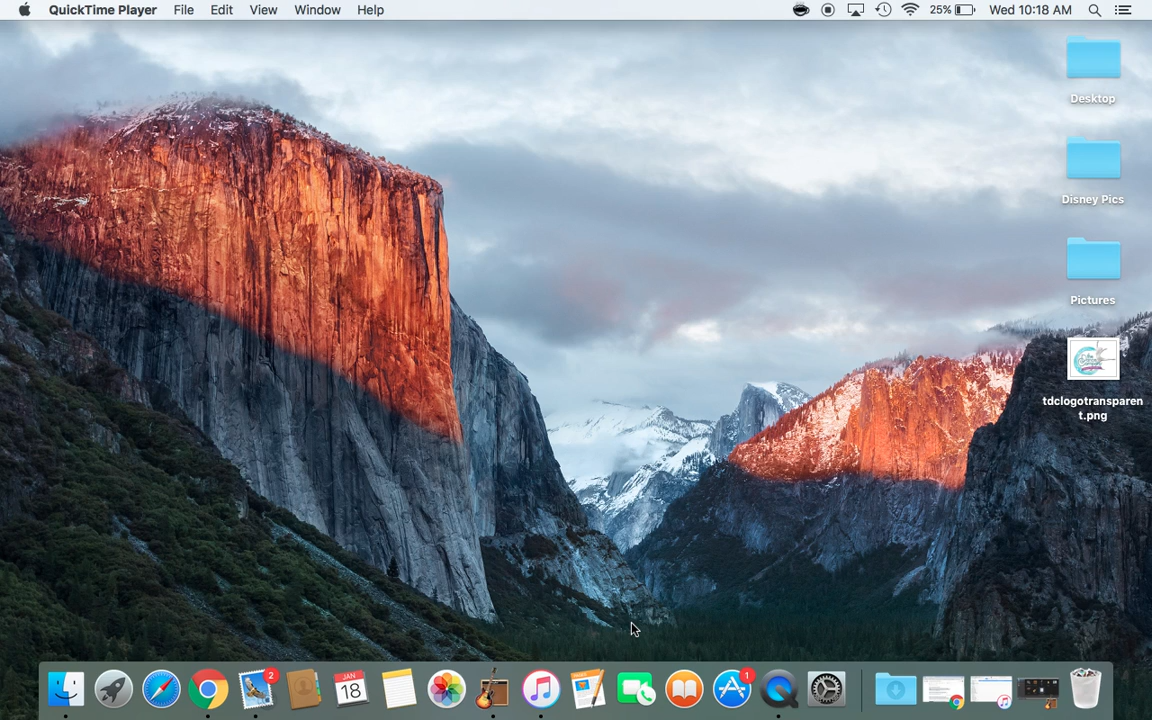 QuickTime Player File Edit View Window Help 25% Wed 10:18 AM
Desktop
Disney Pics
Pictures
tdclogotransparen
t.png
2
JAN
18
1